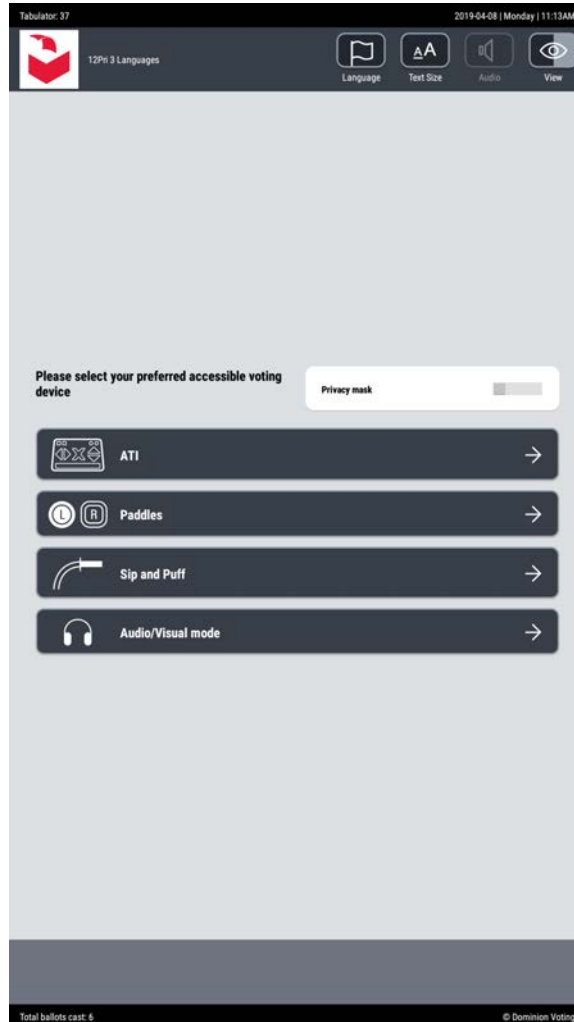 Tabulator: 37
2019-04-08 | Monday | 11:13AM
12Pri 3 Languages
AA
Language
Text Size
Audio
View
Please select your preferred accessible voting
device
Privacy mask
ATI
L R
Paddles
Sip and Puff
Audio/Visual mode
Total ballots cast: 6
© Dominion Voting